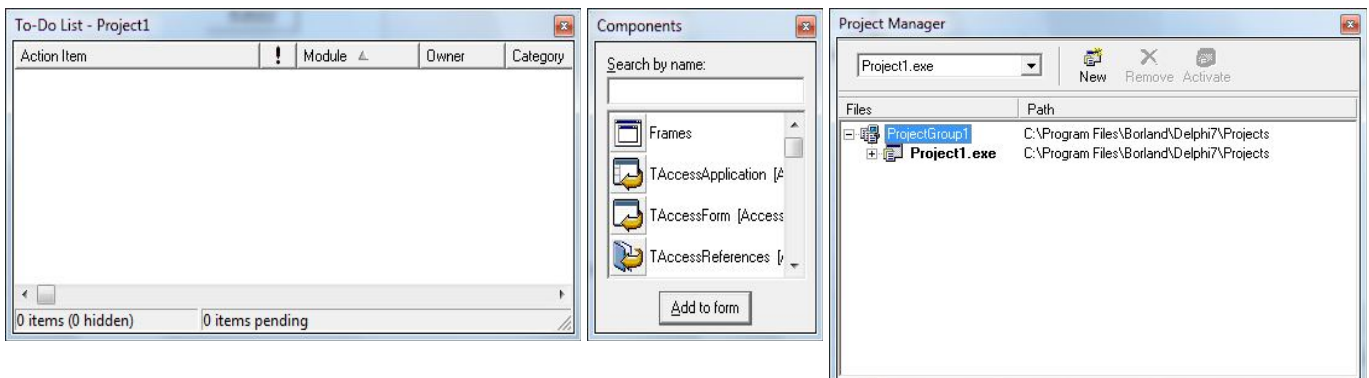 To-Do List - Project1
Action Item ! Module Owner Category
0 items (0 hidden) 0 items pending
Components
Search by name:
Frames
TAccessApplication [A
TAccessForm [Access
TAccessReferences [
Add to form
Project Manager
Project1.exe New Remove Activate
Files Path
ProjectGroup1 C:\Program Files\Borland\Delphi7\Projects
Project1.exe C:\Program Files\Borland\Delphi7\Projects